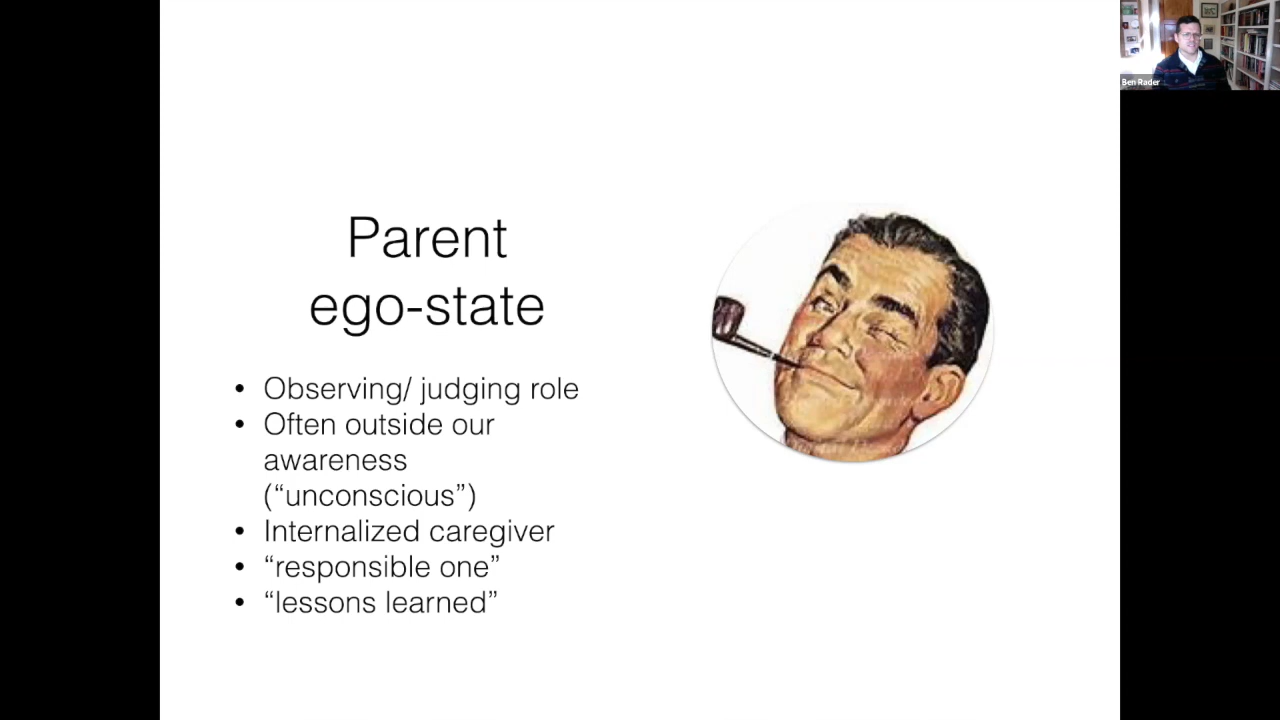 Parent
ego-state
• Observing/ judging role
• Often outside our
awareness
(“unconscious”)
• Internalized caregiver
• “responsible one”
• “lessons learned”
Ben Rader